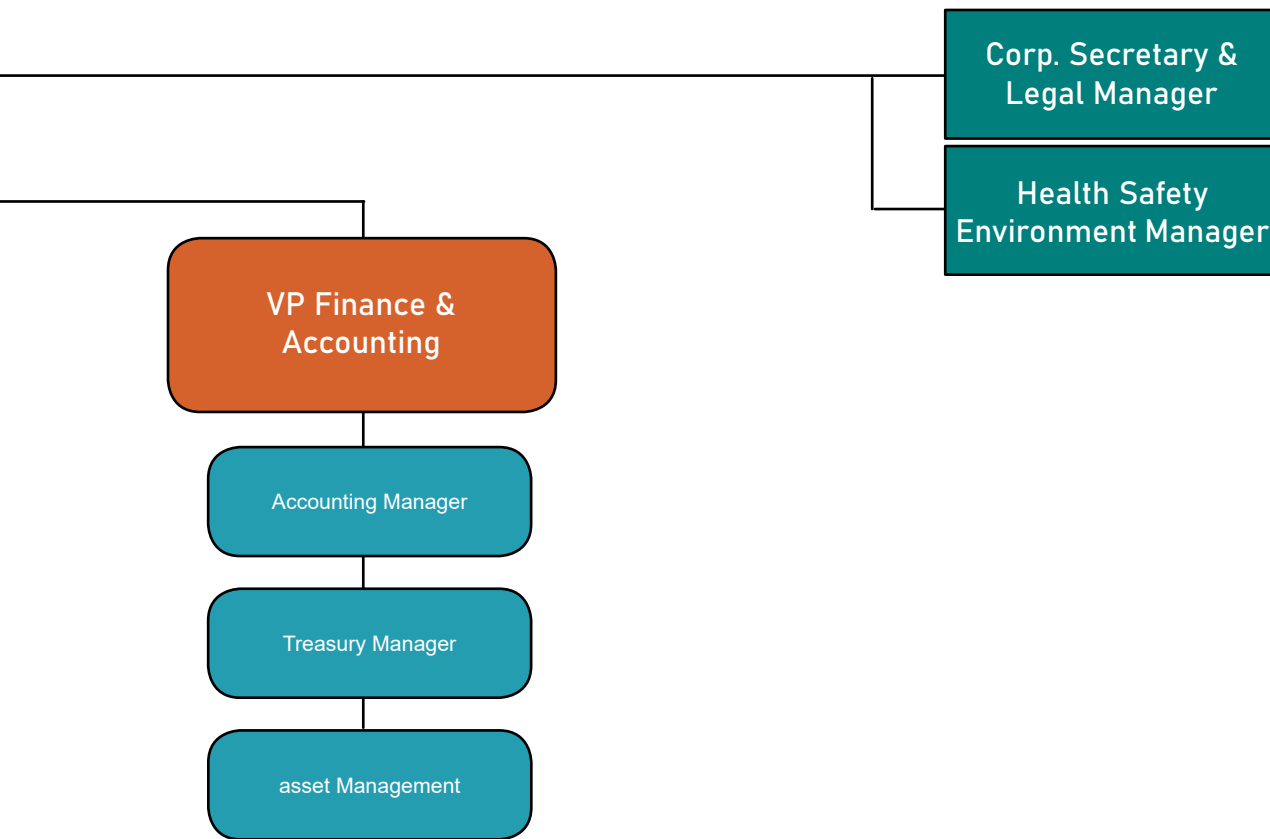 Corp. Secretary &
Legal Manager
Health Safety
Environment Manager
VP Finance &
Accounting
Accounting Manager
Treasury Manager
asset Management